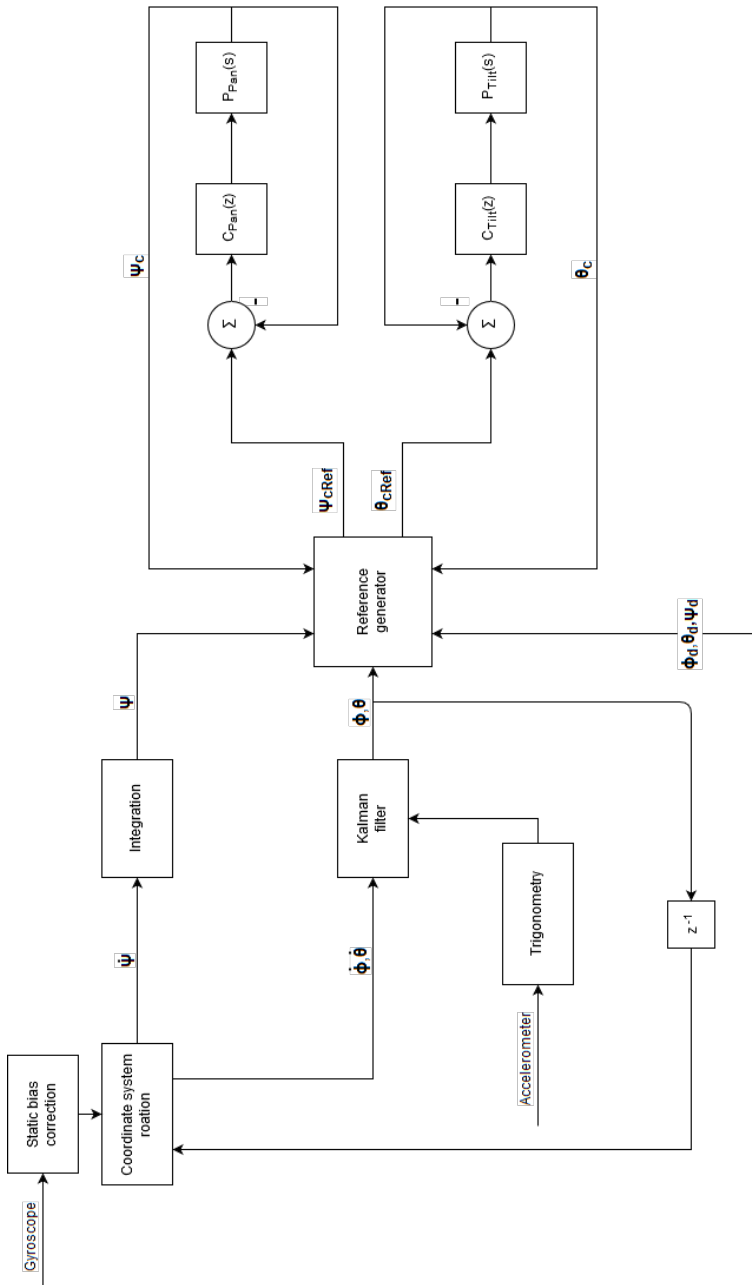 Gyroscope
Static bias
correction
Coordinate system
roation
ψ̇
Integration
ψ
ϕ̇,θ̇
Kalman
filter
ϕ,θ
Accelerometer
Trigonometry
z⁻¹
Reference
generator
ϕd,θd,ψd
ψcRef
θcRef
Σ
-
CPan(z)
PPan(s)
ψc
Σ
-
CTilt(z)
PTilt(s)
θc